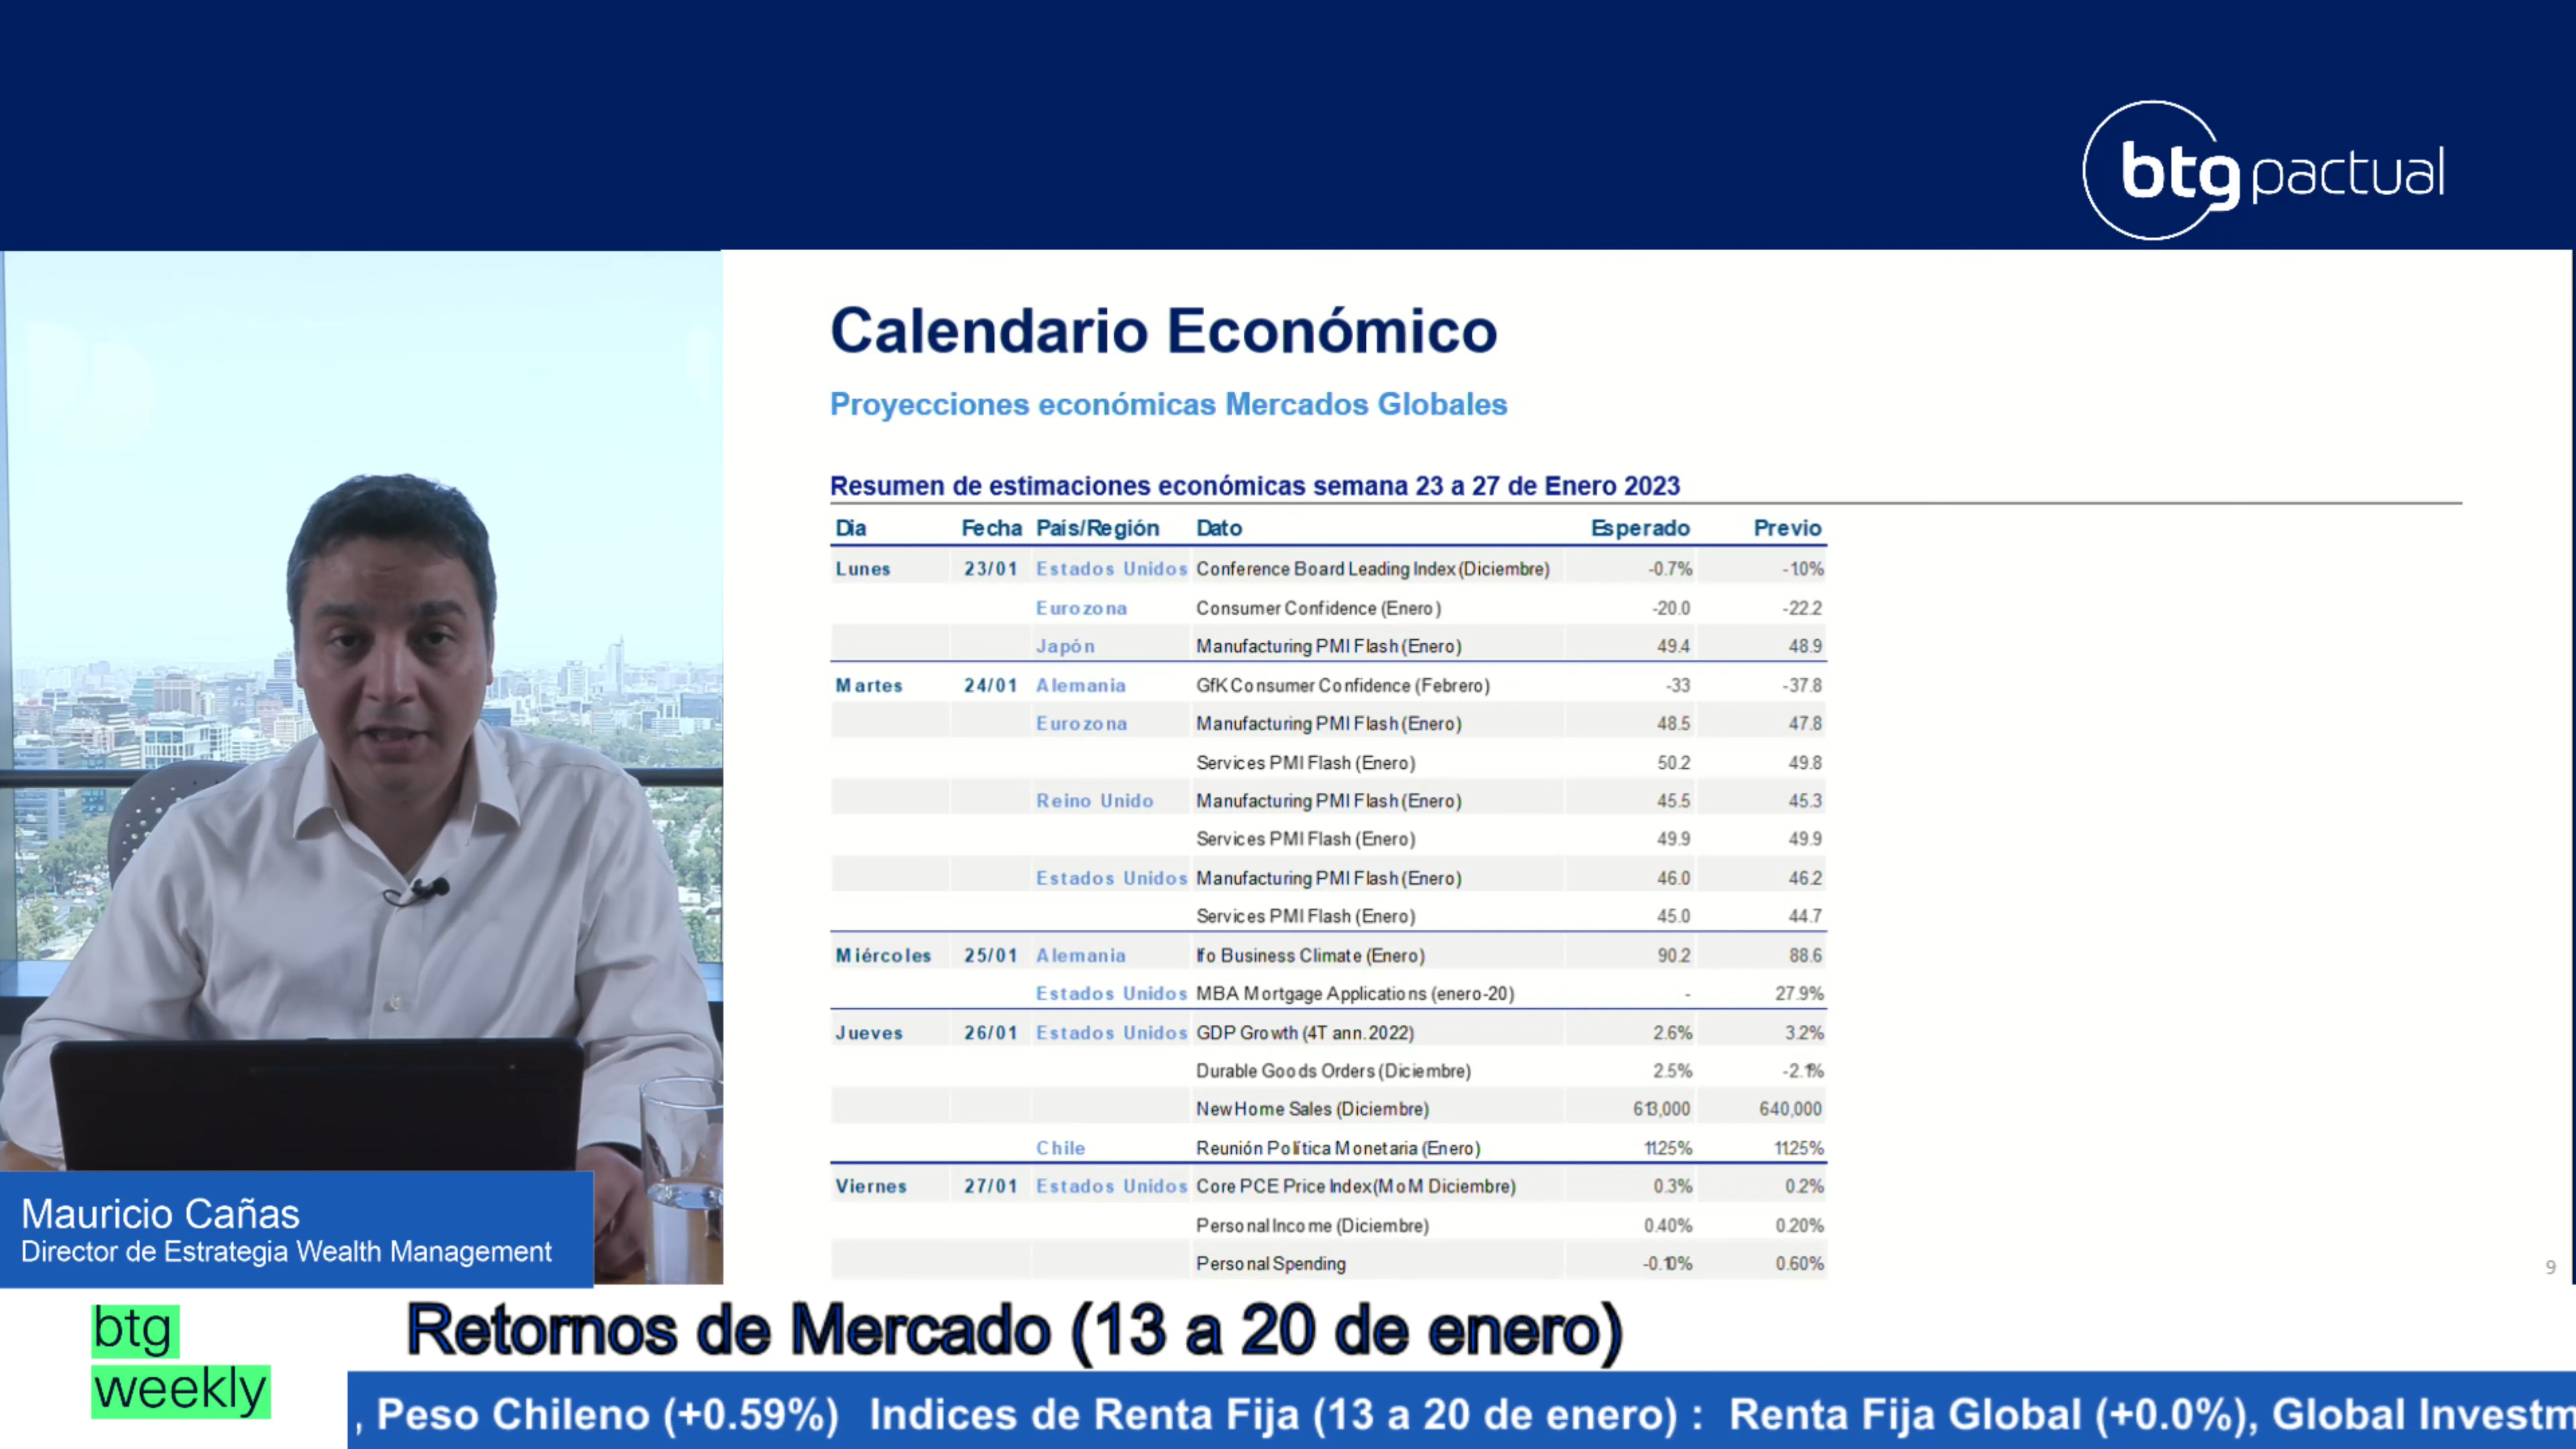 btg pactual
Calendario Económico
Proyecciones económicas Mercados Globales
Resumen de estimaciones económicas semana 23 a 27 de Enero 2023
Dia Fecha País/Región Dato Esperado Previo
Lunes 23/01 Estados Unidos Conference Board Leading Index (Diciembre) -0.7% -1.0%
Eurozona Consumer Confidence (Enero) -20.0 -22.2
Japón Manufacturing PMI Flash (Enero) 49.4 48.9
Martes 24/01 Alemania GfK Consumer Confidence (Febrero) -33 -37.8
Eurozona Manufacturing PMI Flash (Enero) 48.5 47.8
Services PMI Flash (Enero) 50.2 49.8
Reino Unido Manufacturing PMI Flash (Enero) 45.5 45.3
Services PMI Flash (Enero) 49.9 49.9
Estados Unidos Manufacturing PMI Flash (Enero) 46.0 46.2
Services PMI Flash (Enero) 45.0 44.7
Miércoles 25/01 Alemania Ifo Business Climate (Enero) 90.2 88.6
Estados Unidos MBA Mortgage Applications (enero-20) - 27.9%
Jueves 26/01 Estados Unidos GDP Growth (4T ann.2022) 2.6% 3.2%
Durable Goods Orders (Diciembre) 2.5% -2.1%
New Home Sales (Diciembre) 613,000 640,000
Chile Reunión Política Monetaria (Enero) 11.25% 11.25%
Viernes 27/01 Estados Unidos Core PCE Price Index (MoM Diciembre) 0.3% 0.2%
Personal Income (Diciembre) 0.40% 0.20%
Personal Spending -0.10% 0.60%
9
Mauricio Cañas
Director de Estrategia Wealth Management
btg
weekly
Retornos de Mercado (13 a 20 de enero)
, Peso Chileno (+0.59%) Indices de Renta Fija (13 a 20 de enero) : Renta Fija Global (+0.0%), Global Investm